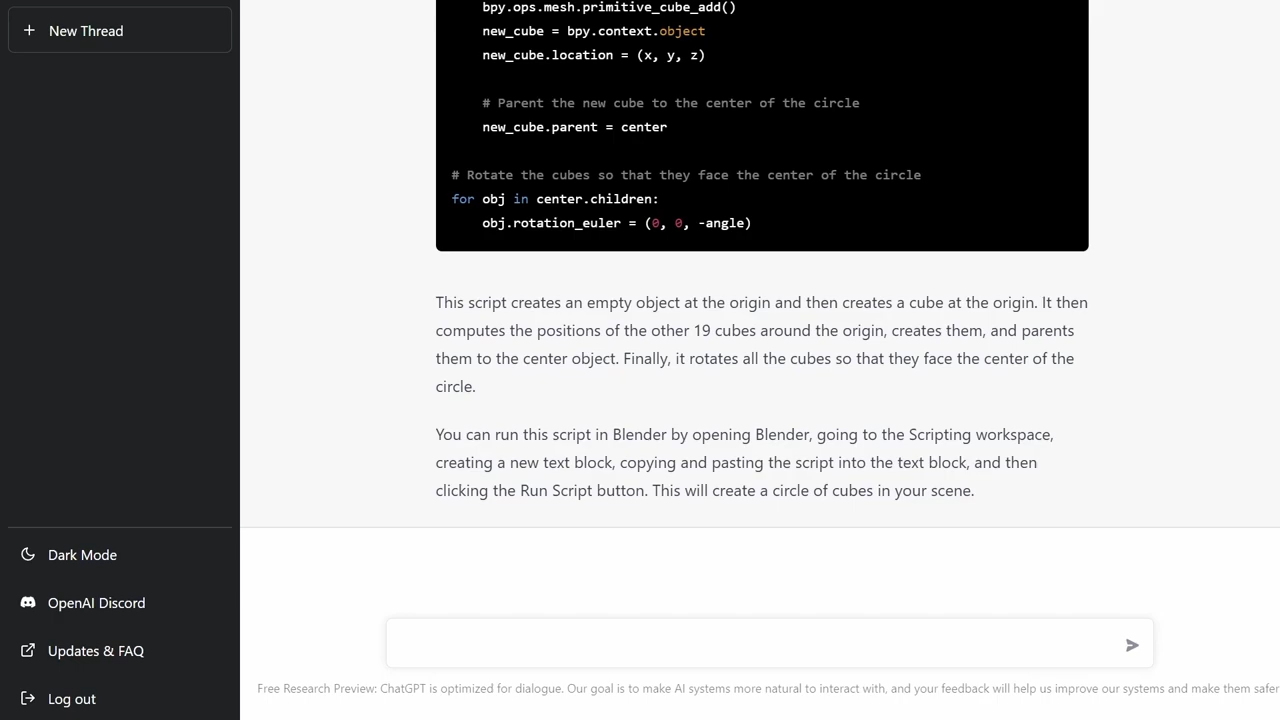 New Thread
Dark Mode
OpenAI Discord
Updates & FAQ
Log out
bpy.ops.mesh.primitive_cube_add()
new_cube = bpy.context.object
new_cube.location = (x, y, z)
# Parent the new cube to the center of the circle
new_cube.parent = center
# Rotate the cubes so that they face the center of the circle
for obj in center.children:
obj.rotation_euler = (0, 0, -angle)
This script creates an empty object at the origin and then creates a cube at the origin. It then
computes the positions of the other 19 cubes around the origin, creates them, and parents
them to the center object. Finally, it rotates all the cubes so that they face the center of the
circle.
You can run this script in Blender by opening Blender, going to the Scripting workspace,
creating a new text block, copying and pasting the script into the text block, and then
clicking the Run Script button. This will create a circle of cubes in your scene.
Free Research Preview: ChatGPT is optimized for dialogue. Our goal is to make AI systems more natural to interact with, and your feedback will help us improve our systems and make them safer